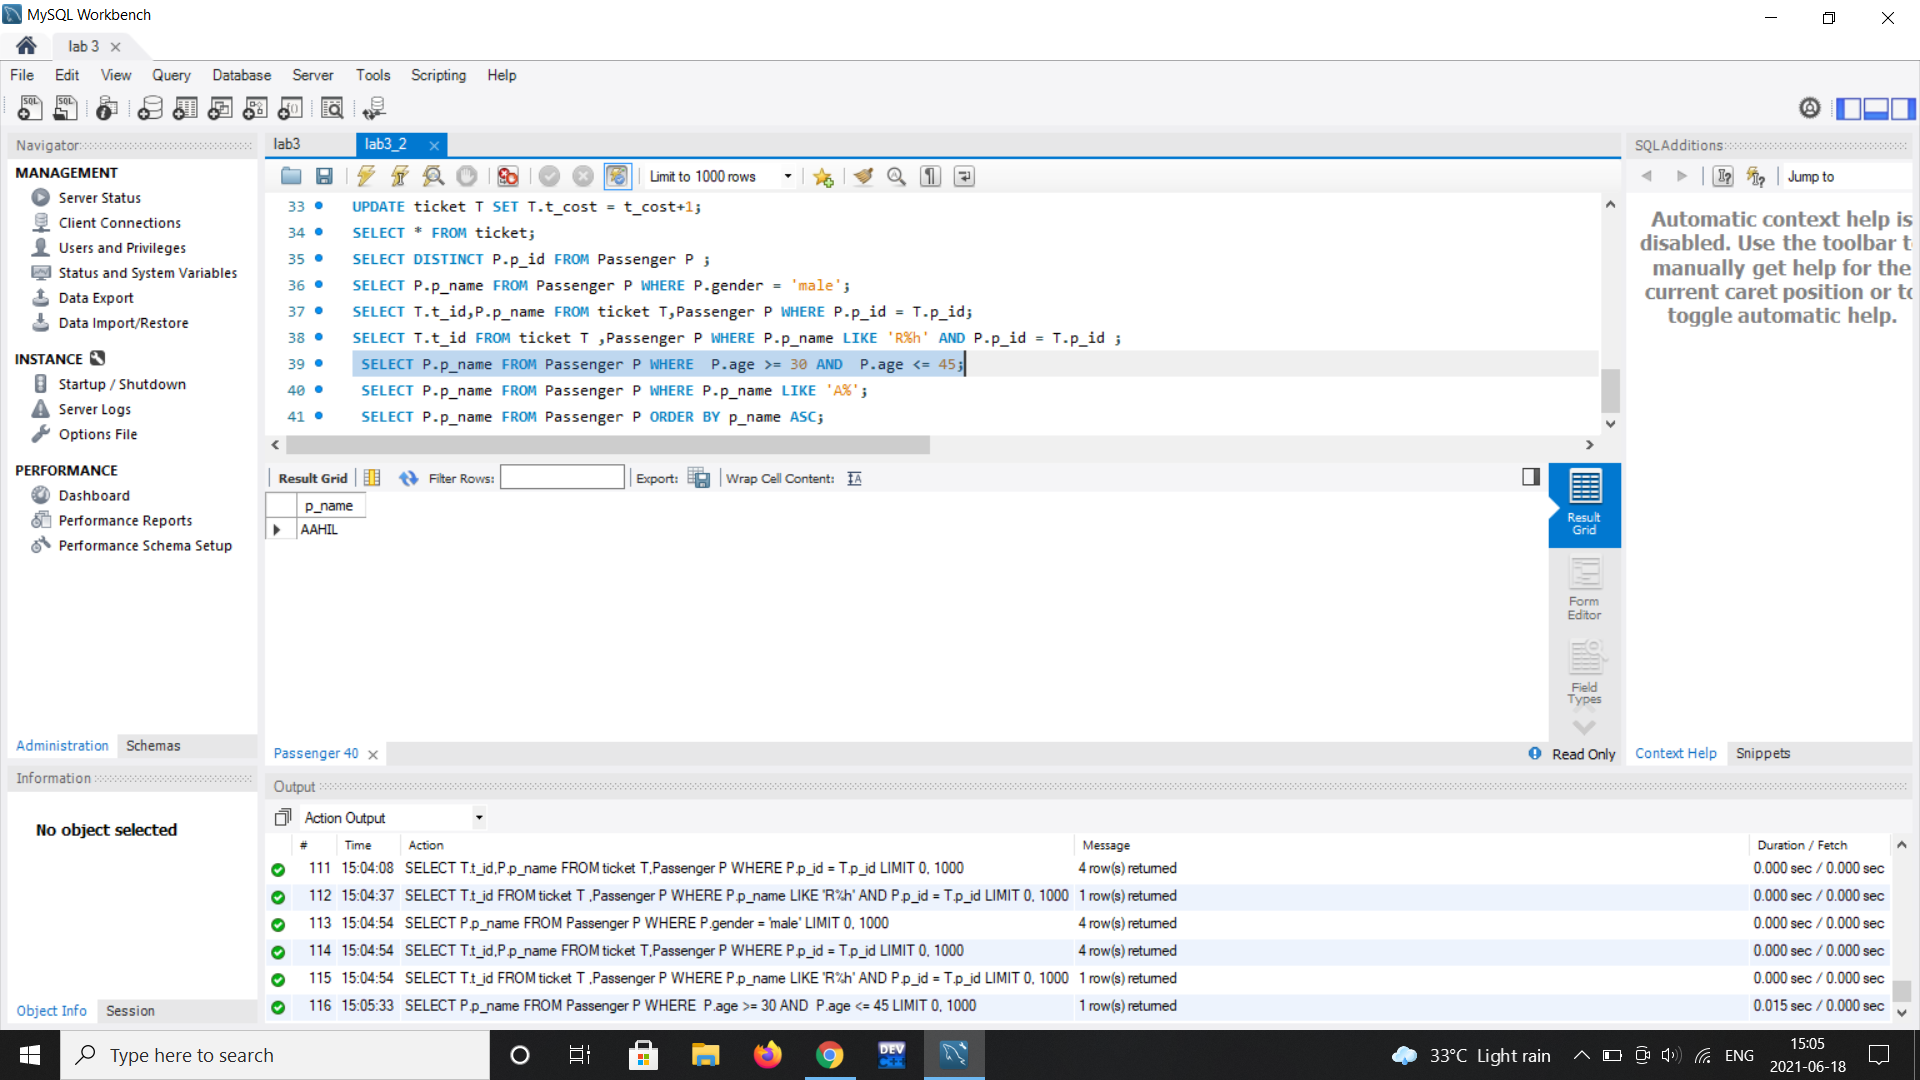 MySQL Workbench
lab 3
File Edit View Query Database Server Tools Scripting Help
Navigator
MANAGEMENT
Server Status
Client Connections
Users and Privileges
Status and System Variables
Data Export
Data Import/Restore
INSTANCE
Startup / Shutdown
Server Logs
Options File
PERFORMANCE
Dashboard
Performance Reports
Performance Schema Setup
Administration Schemas
Information
No object selected
Object Info Session
lab3 lab3_2
Limit to 1000 rows
33 UPDATE ticket T SET T.t_cost = t_cost+1;
34 SELECT * FROM ticket;
35 SELECT DISTINCT P.p_id FROM Passenger P ;
36 SELECT P.p_name FROM Passenger P WHERE P.gender = 'male';
37 SELECT T.t_id,P.p_name FROM ticket T,Passenger P WHERE P.p_id = T.p_id;
38 SELECT T.t_id FROM ticket T ,Passenger P WHERE P.p_name LIKE 'R%h' AND P.p_id = T.p_id ;
39 SELECT P.p_name FROM Passenger P WHERE  P.age >= 30 AND  P.age <= 45;
40 SELECT P.p_name FROM Passenger P WHERE P.p_name LIKE 'A%';
41 SELECT P.p_name FROM Passenger P ORDER BY p_name ASC;
Result Grid Filter Rows: Export: Wrap Cell Content:
p_name
AAHIL
Result
Grid
Form
Editor
Field
Types
Passenger 40
Read Only
SQLAdditions
Jump to
Automatic context help is
disabled. Use the toolbar t
manually get help for the
current caret position or to
toggle automatic help.
Context Help Snippets
Output
Action Output
# Time Action Message Duration / Fetch
111 15:04:08 SELECT T.t_id,P.p_name FROM ticket T,Passenger P WHERE P.p_id = T.p_id LIMIT 0, 1000 4 row(s) returned 0.000 sec / 0.000 sec
112 15:04:37 SELECT T.t_id FROM ticket T ,Passenger P WHERE P.p_name LIKE 'R%h' AND P.p_id = T.p_id LIMIT 0, 1000 1 row(s) returned 0.000 sec / 0.000 sec
113 15:04:54 SELECT P.p_name FROM Passenger P WHERE P.gender = 'male' LIMIT 0, 1000 4 row(s) returned 0.000 sec / 0.000 sec
114 15:04:54 SELECT T.t_id,P.p_name FROM ticket T,Passenger P WHERE P.p_id = T.p_id LIMIT 0, 1000 4 row(s) returned 0.000 sec / 0.000 sec
115 15:04:54 SELECT T.t_id FROM ticket T ,Passenger P WHERE P.p_name LIKE 'R%h' AND P.p_id = T.p_id LIMIT 0, 1000 1 row(s) returned 0.000 sec / 0.000 sec
116 15:05:33 SELECT P.p_name FROM Passenger P WHERE  P.age >= 30 AND  P.age <= 45 LIMIT 0, 1000 1 row(s) returned 0.015 sec / 0.000 sec
Type here to search
DEV
C++
33°C Light rain
ENG
15:05
2021-06-18